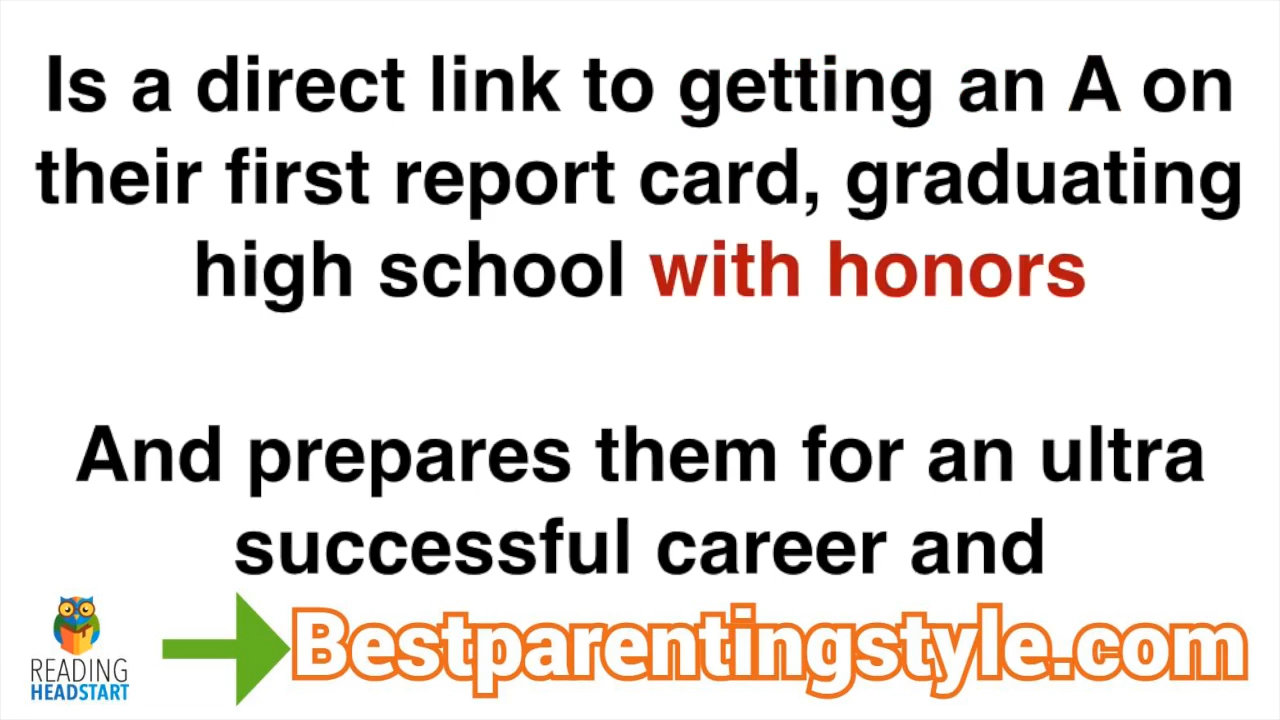 Is a direct link to getting an A on
their first report card, graduating
high school with honors
And prepares them for an ultra
successful career and
Bestparentingstyle.com
READING
HEADSTART